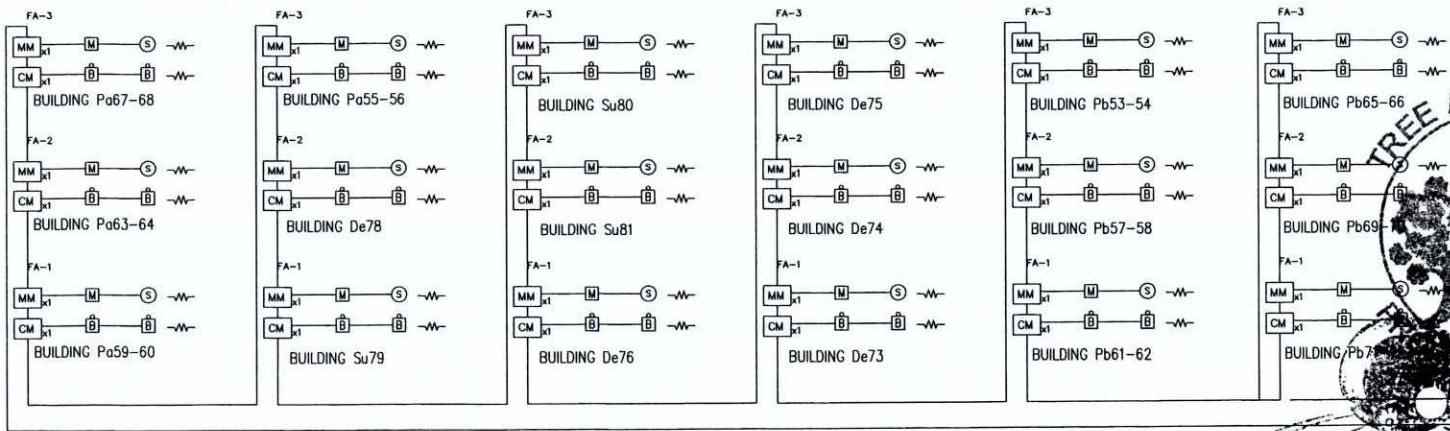 FA-3
MM x1 M S
CM x1 B B
BUILDING Pa67-68
FA-2
MM x1 M S
CM x1 B B
BUILDING Pa63-64
FA-1
MM x1 M S
CM x1 B B
BUILDING Pa59-60
FA-3
MM x1 M S
CM x1 B B
BUILDING Pa55-56
FA-2
MM x1 M S
CM x1 B B
BUILDING De78
FA-1
MM x1 M S
CM x1 B B
BUILDING Su79
FA-3
MM x1 M S
CM x1 B B
BUILDING Su80
FA-2
MM x1 M S
CM x1 B B
BUILDING Su81
FA-1
MM x1 M S
CM x1 B B
BUILDING De76
FA-3
MM x1 M S
CM x1 B B
BUILDING De75
FA-2
MM x1 M S
CM x1 B B
BUILDING De74
FA-1
MM x1 M S
CM x1 B B
BUILDING De73
FA-3
MM x1 M S
CM x1 B B
BUILDING Pb53-54
FA-2
MM x1 M S
CM x1 B B
BUILDING Pb57-58
FA-1
MM x1 M S
CM x1 B B
BUILDING Pb61-62
FA-3
MM x1 M S
CM x1 B B
BUILDING Pb65-66
FA-2
MM x1 M S
CM x1 B B
BUILDING
FA-1
MM x1 M S
CM x1 B B
BUILDING
TREE